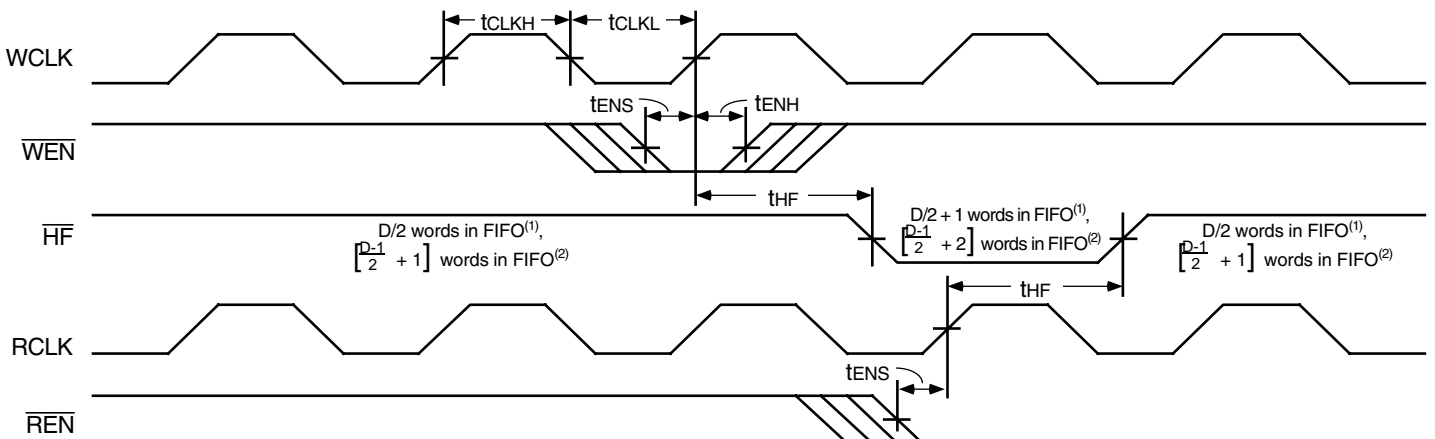 tCLKH tCLKL
WCLK
tENS tENH
WEN
tHF
HF
D/2 words in FIFO(1),
[D-1/2 + 1] words in FIFO(2)
D/2 + 1 words in FIFO(1),
[D-1/2 + 2] words in FIFO(2)
D/2 words in FIFO(1),
[D-1/2 + 1] words in FIFO(2)
tHF
RCLK
tENS
REN